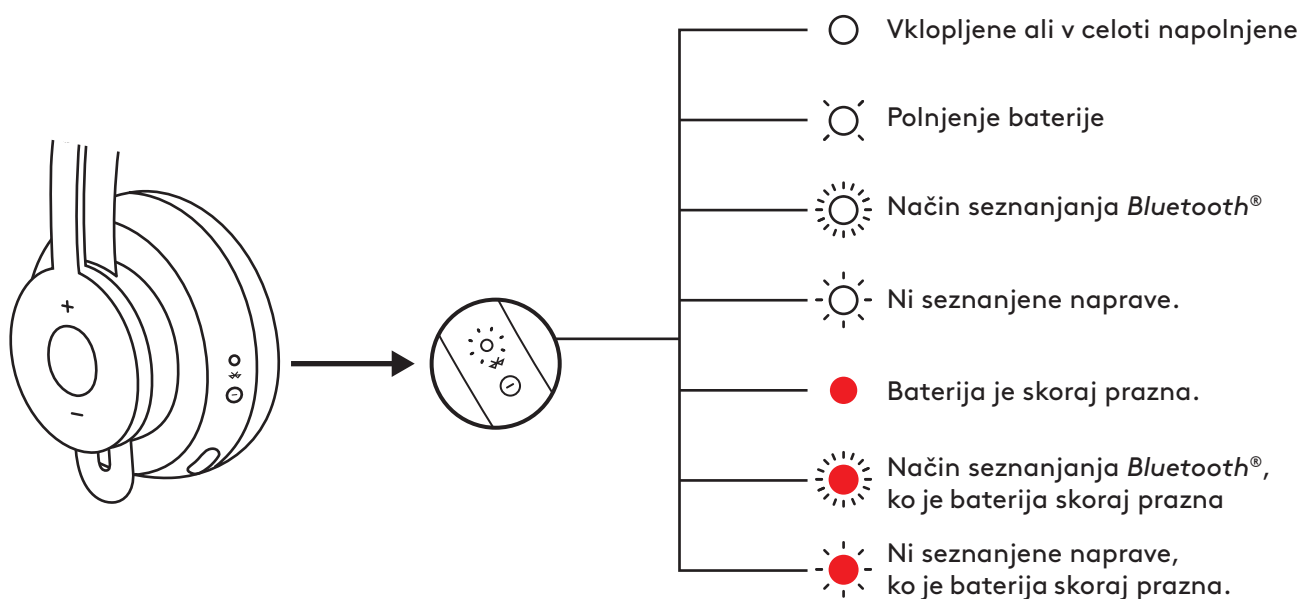 Vklopljene ali v celoti napolnjene
Polnjenje baterije
Način seznanjanja Bluetooth®
Ni seznanjene naprave.
Baterija je skoraj prazna.
Način seznanjanja Bluetooth®,
ko je baterija skoraj prazna
Ni seznanjene naprave,
ko je baterija skoraj prazna.